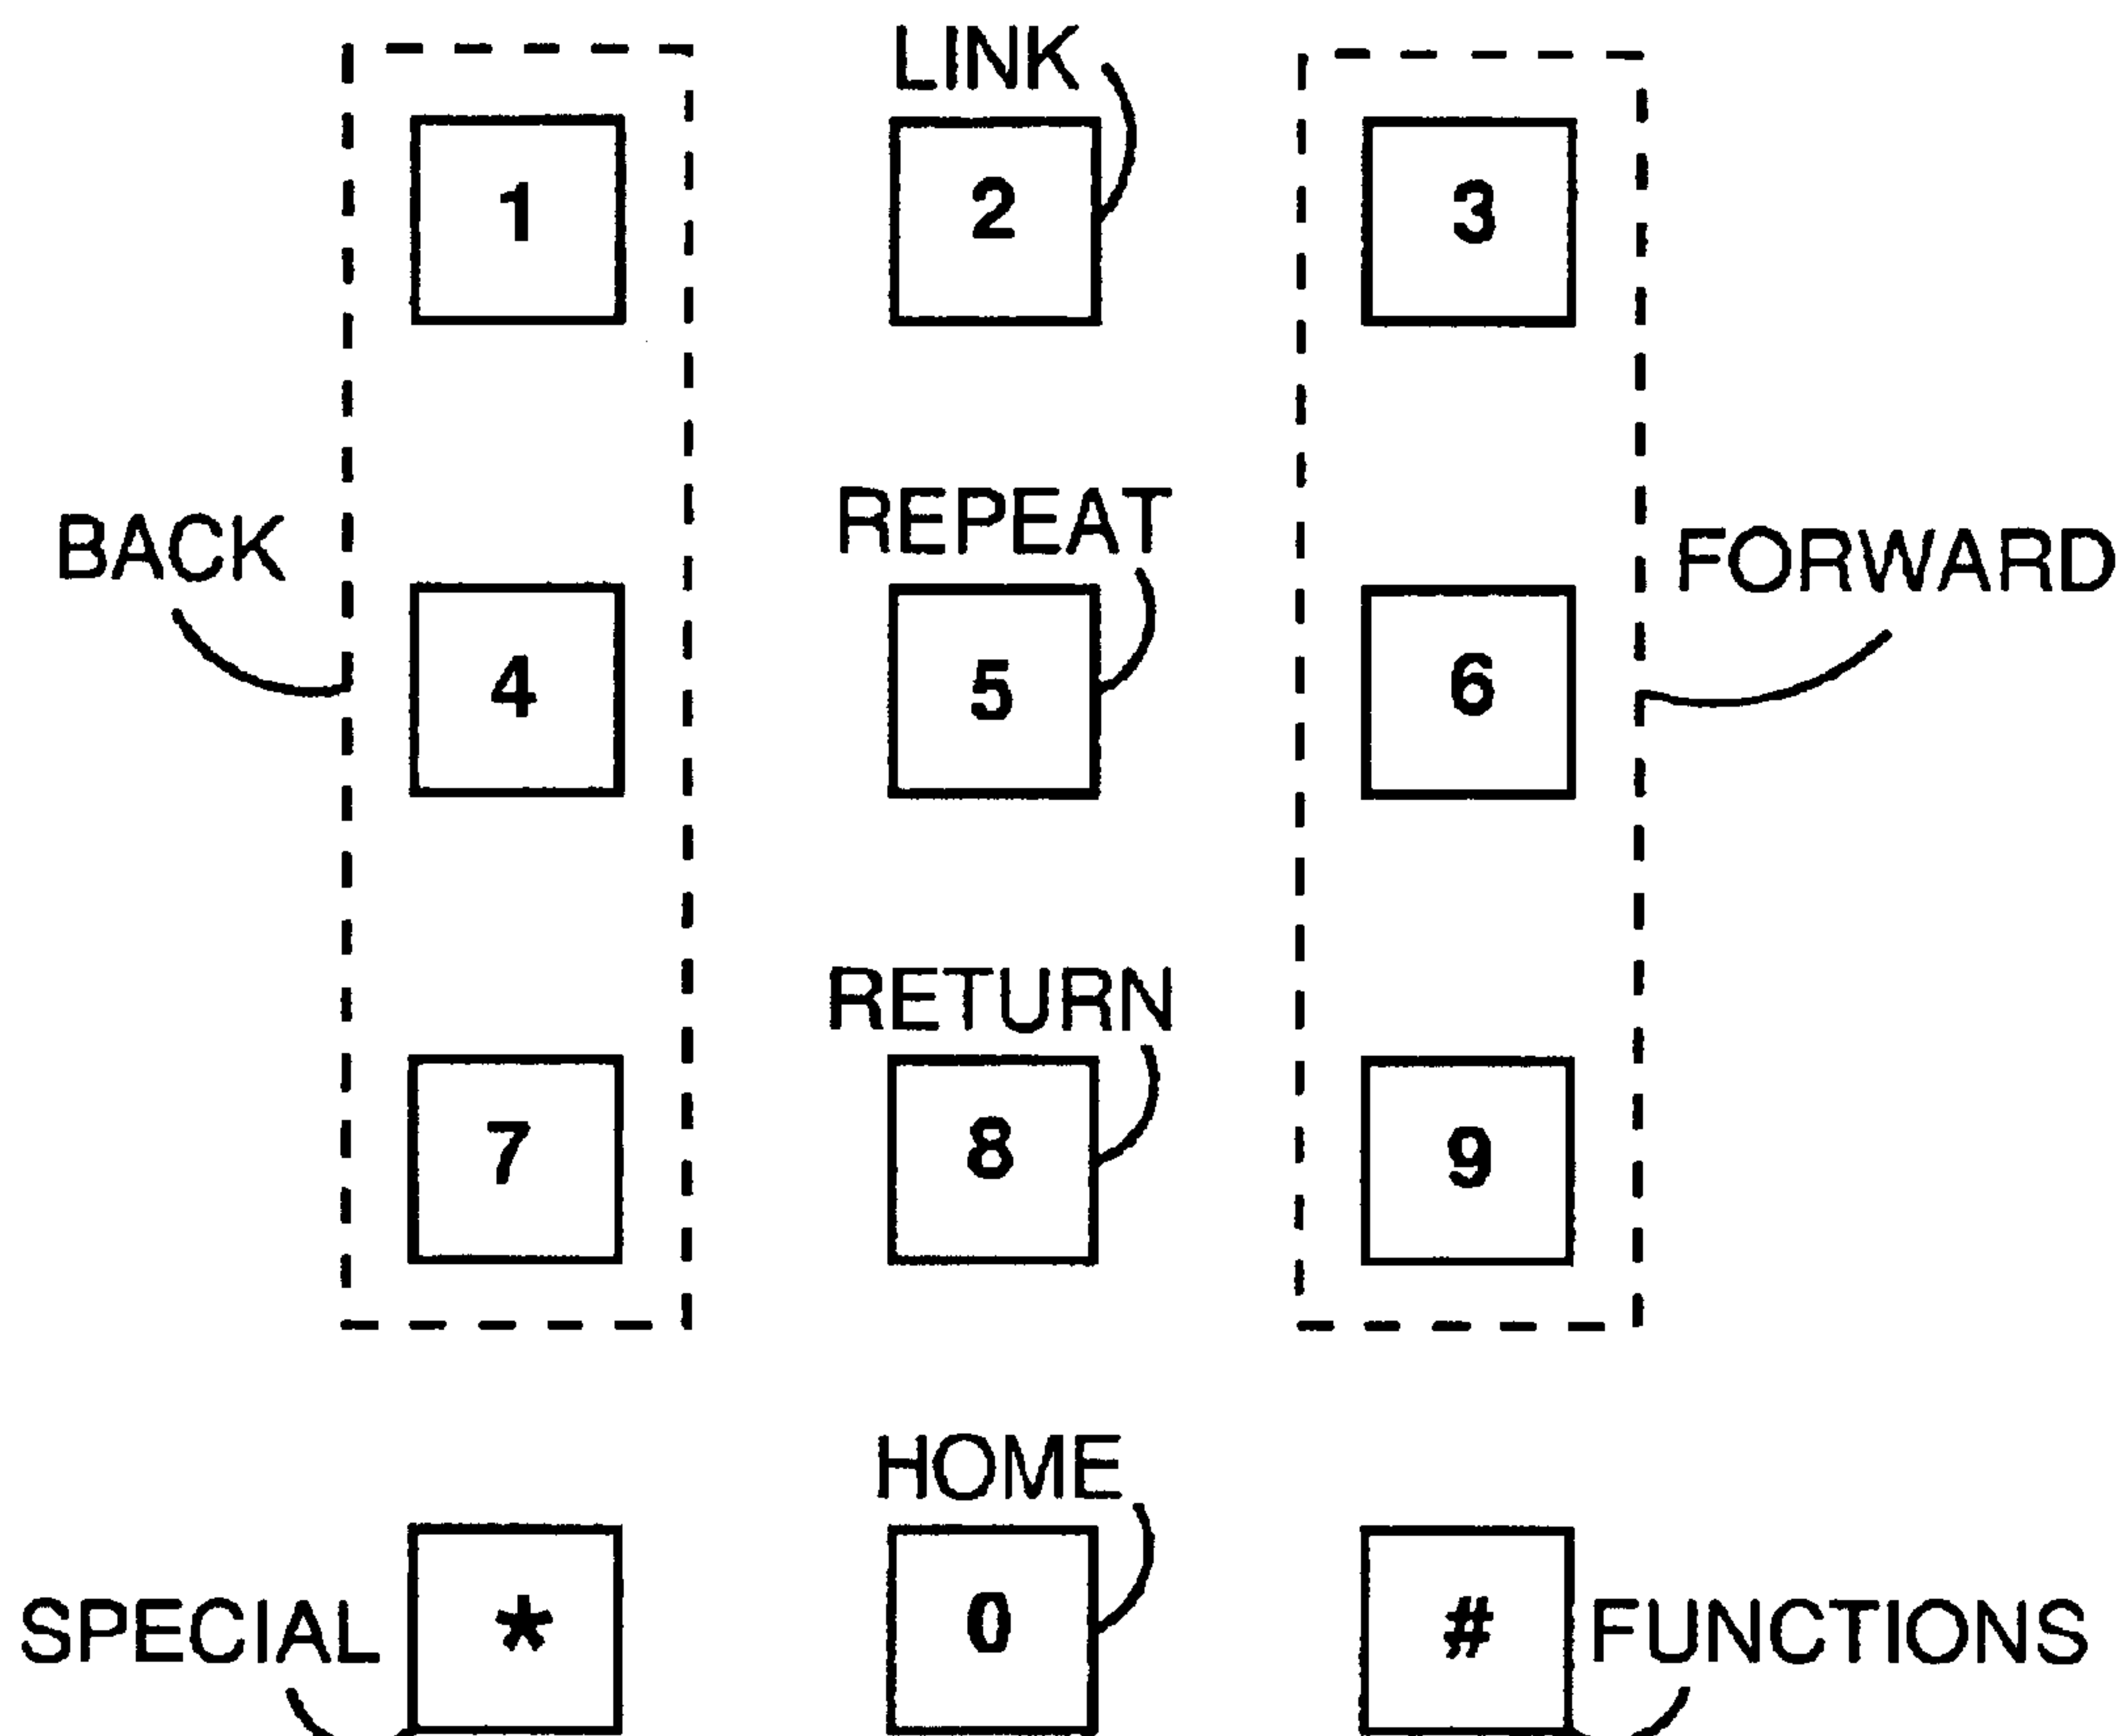 LINK
1 2 3
REPEAT
BACK FORWARD
4 5 6
RETURN
7 8 9
HOME
SPECIAL * 0 # FUNCTIONS